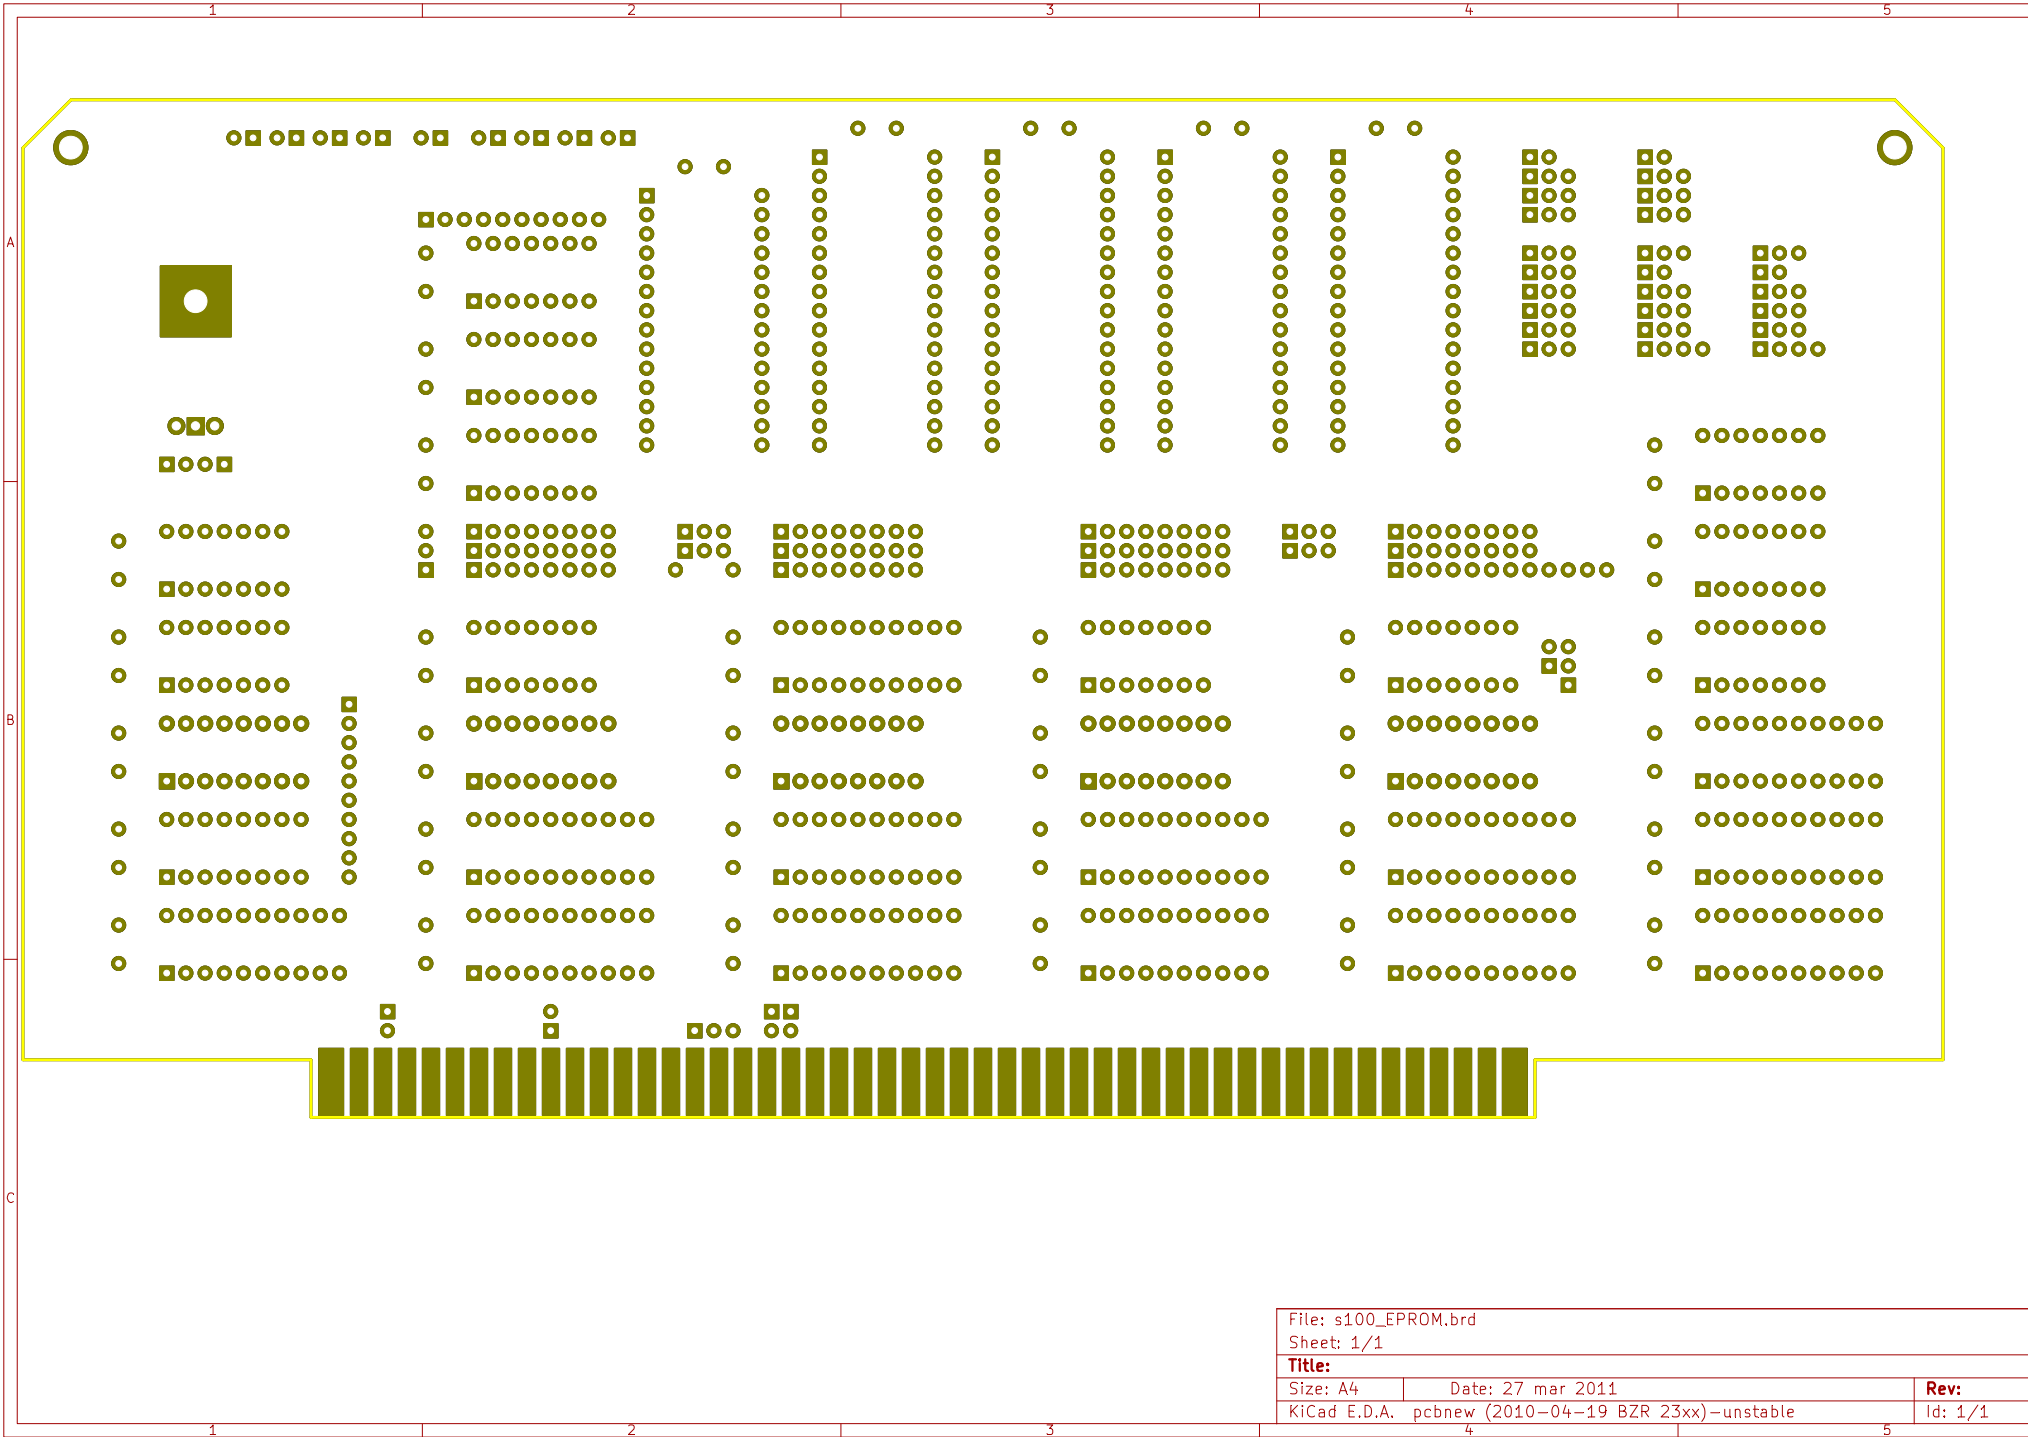 1 2 3 4 5
A
B
C
File: s100_EPROM.brd
Sheet: 1/1
Title:
Size: A4 Date: 27 mar 2011 Rev:
KiCad E.D.A. pcbnew (2010-04-19 BZR 23xx)-unstable Id: 1/1
1 2 3 4 5